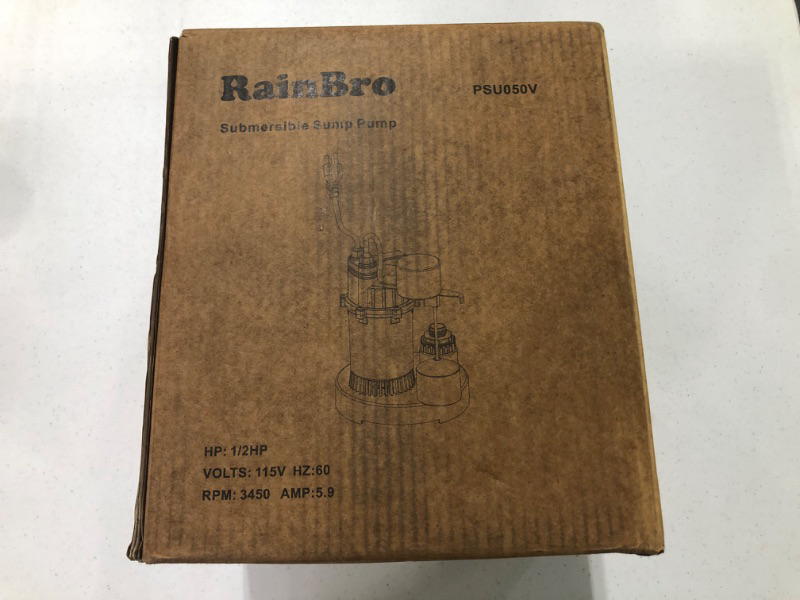 RainBro
PSU050V
Submersible Sump Pump
HP: 1/2HP
VOLTS: 115V HZ:60
RPM: 3450 AMP:5.9